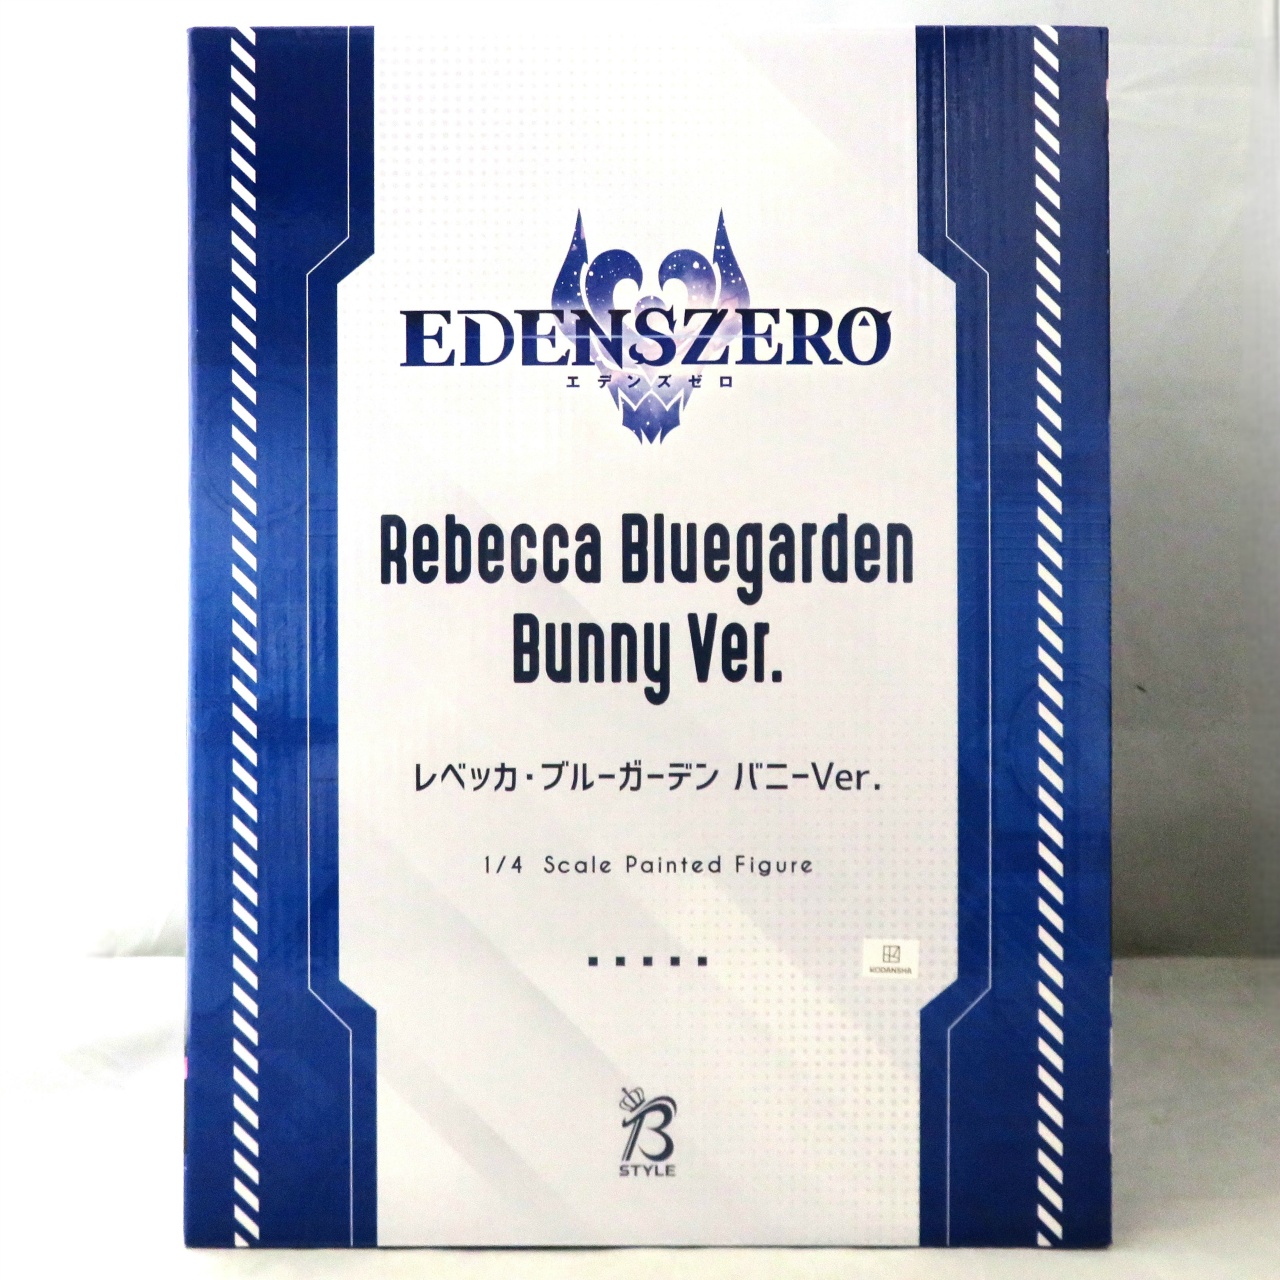 EDENSZERO
エデンズゼロ
Rebecca Bluegarden
Bunny Ver.
レベッカ・ブルーガーデン バニーVer.
1/4 Scale Painted Figure
KODANSHA
B
STYLE